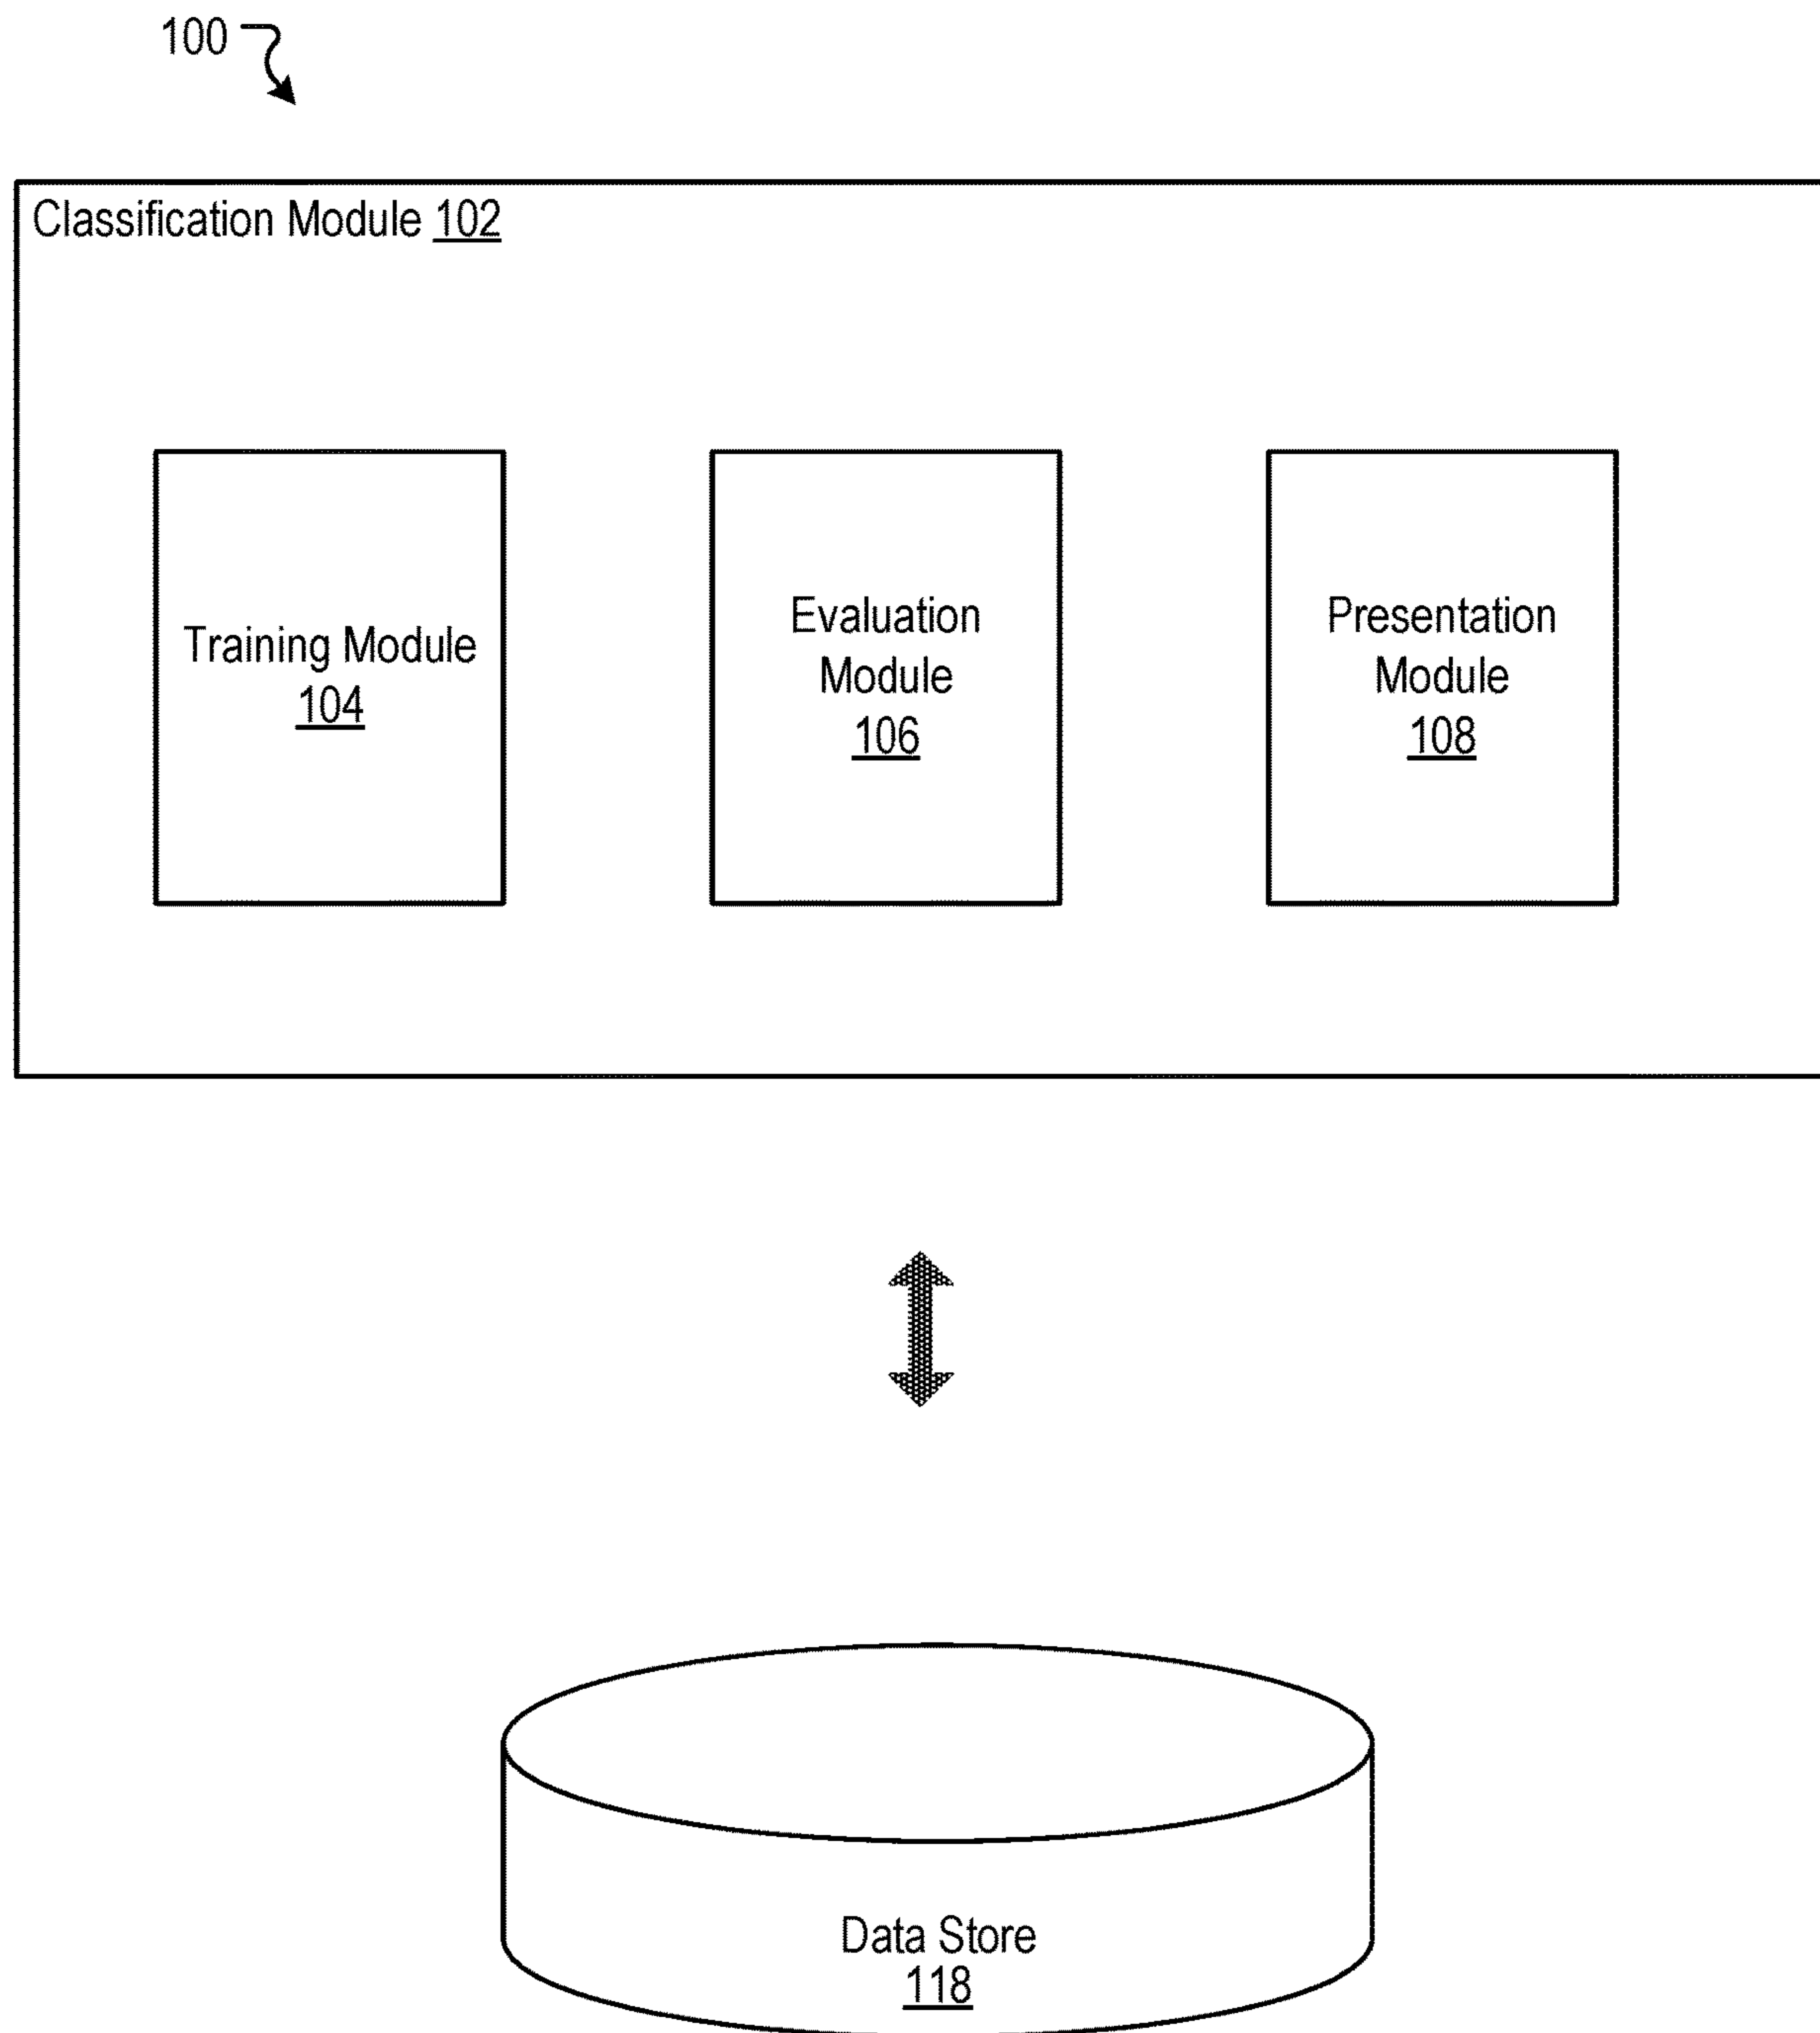 100
Classification Module 102
Training Module
104
Evaluation
Module
106
Presentation
Module
108
Data Store
118